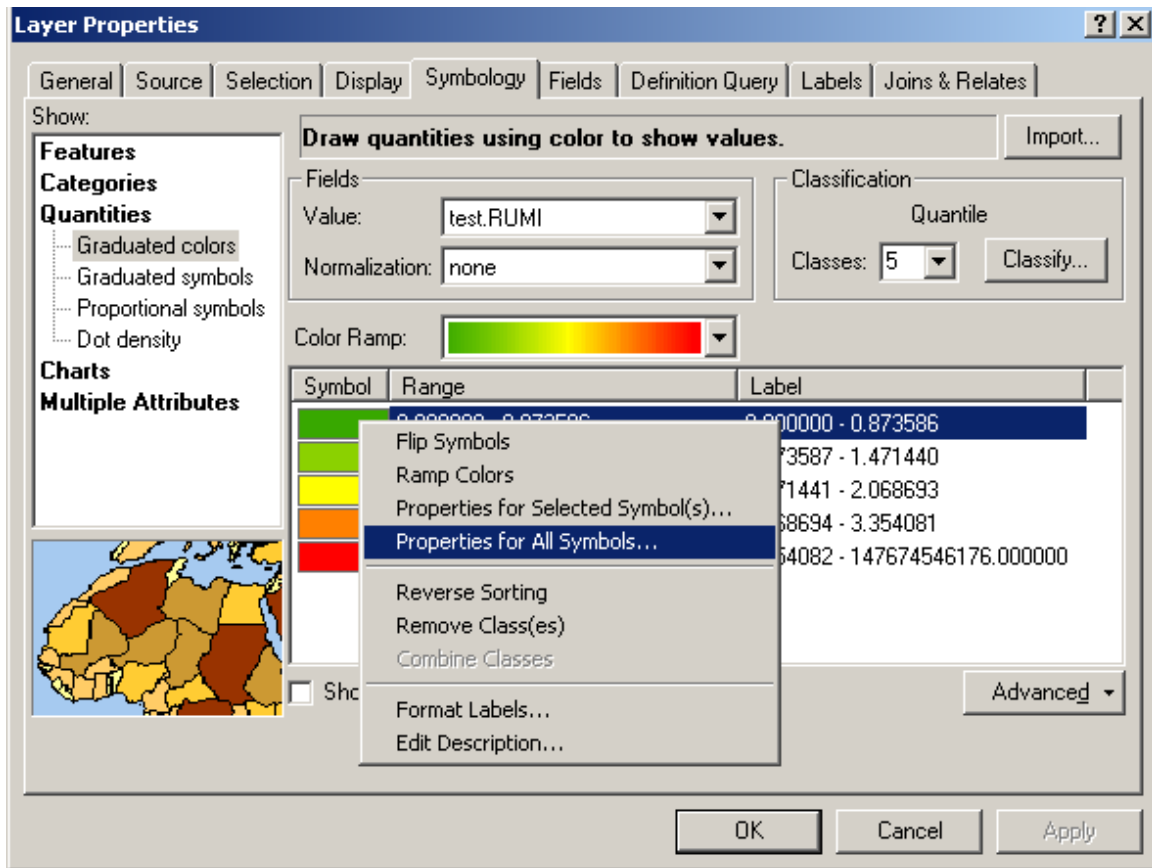 Layer Properties
General Source Selection Display Symbology Fields Definition Query Labels Joins & Relates
Show:
Features
Categories
Quantities
Graduated colors
Graduated symbols
Proportional symbols
Dot density
Charts
Multiple Attributes
Draw quantities using color to show values.
Import...
Fields
Value: test.RUMI
Normalization: none
Classification
Quantile
Classes: 5 Classify...
Color Ramp:
Symbol Range Label
0.000000 - 0.873586 0.000000 - 0.873586
73587 - 1.471440
71441 - 2.068693
68694 - 3.354081
54082 - 147674546176.000000
Flip Symbols
Ramp Colors
Properties for Selected Symbol(s)...
Properties for All Symbols...
Reverse Sorting
Remove Class(es)
Combine Classes
Format Labels...
Edit Description...
Sho
Advanced
OK Cancel Apply